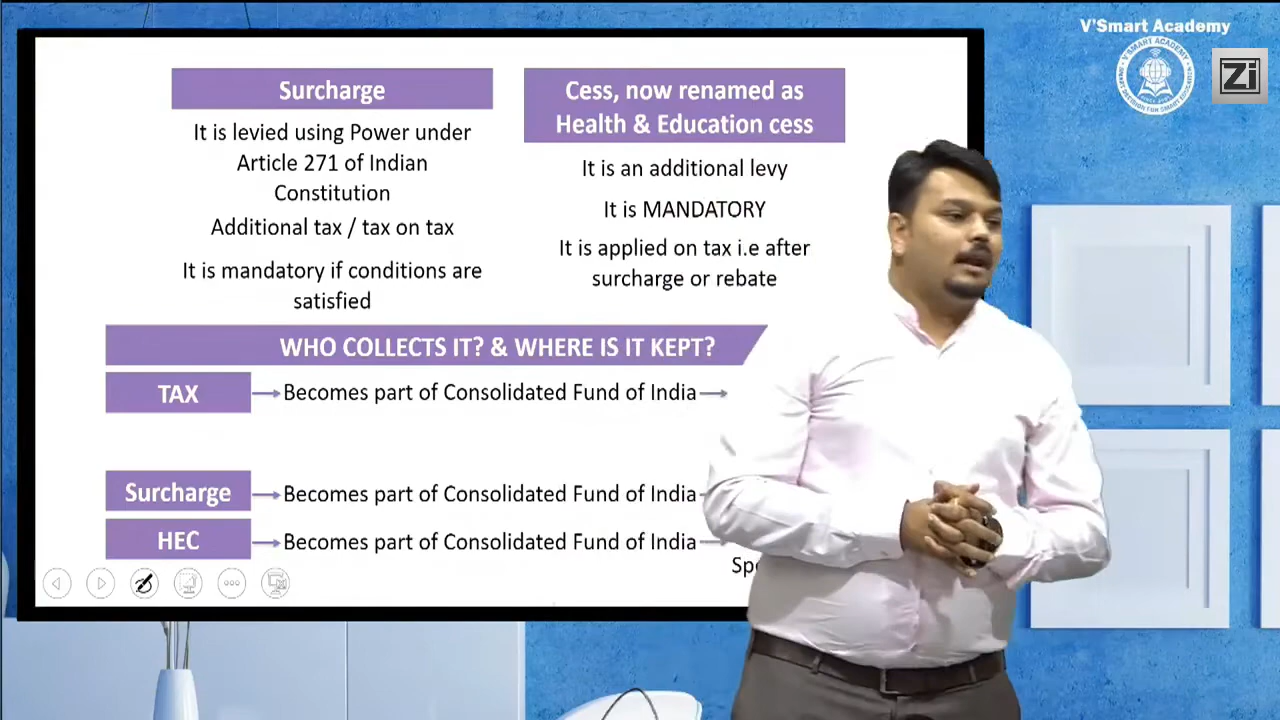 V'Smart Academy
Zi
Surcharge
It is levied using Power under
Article 271 of Indian
Constitution
Additional tax / tax on tax
It is mandatory if conditions are
satisfied
Cess, now renamed as
Health & Education cess
It is an additional levy
It is MANDATORY
It is applied on tax i.e after
surcharge or rebate
WHO COLLECTS IT? & WHERE IS IT KEPT?
TAX
Becomes part of Consolidated Fund of India
Surcharge
Becomes part of Consolidated Fund of India
HEC
Becomes part of Consolidated Fund of India